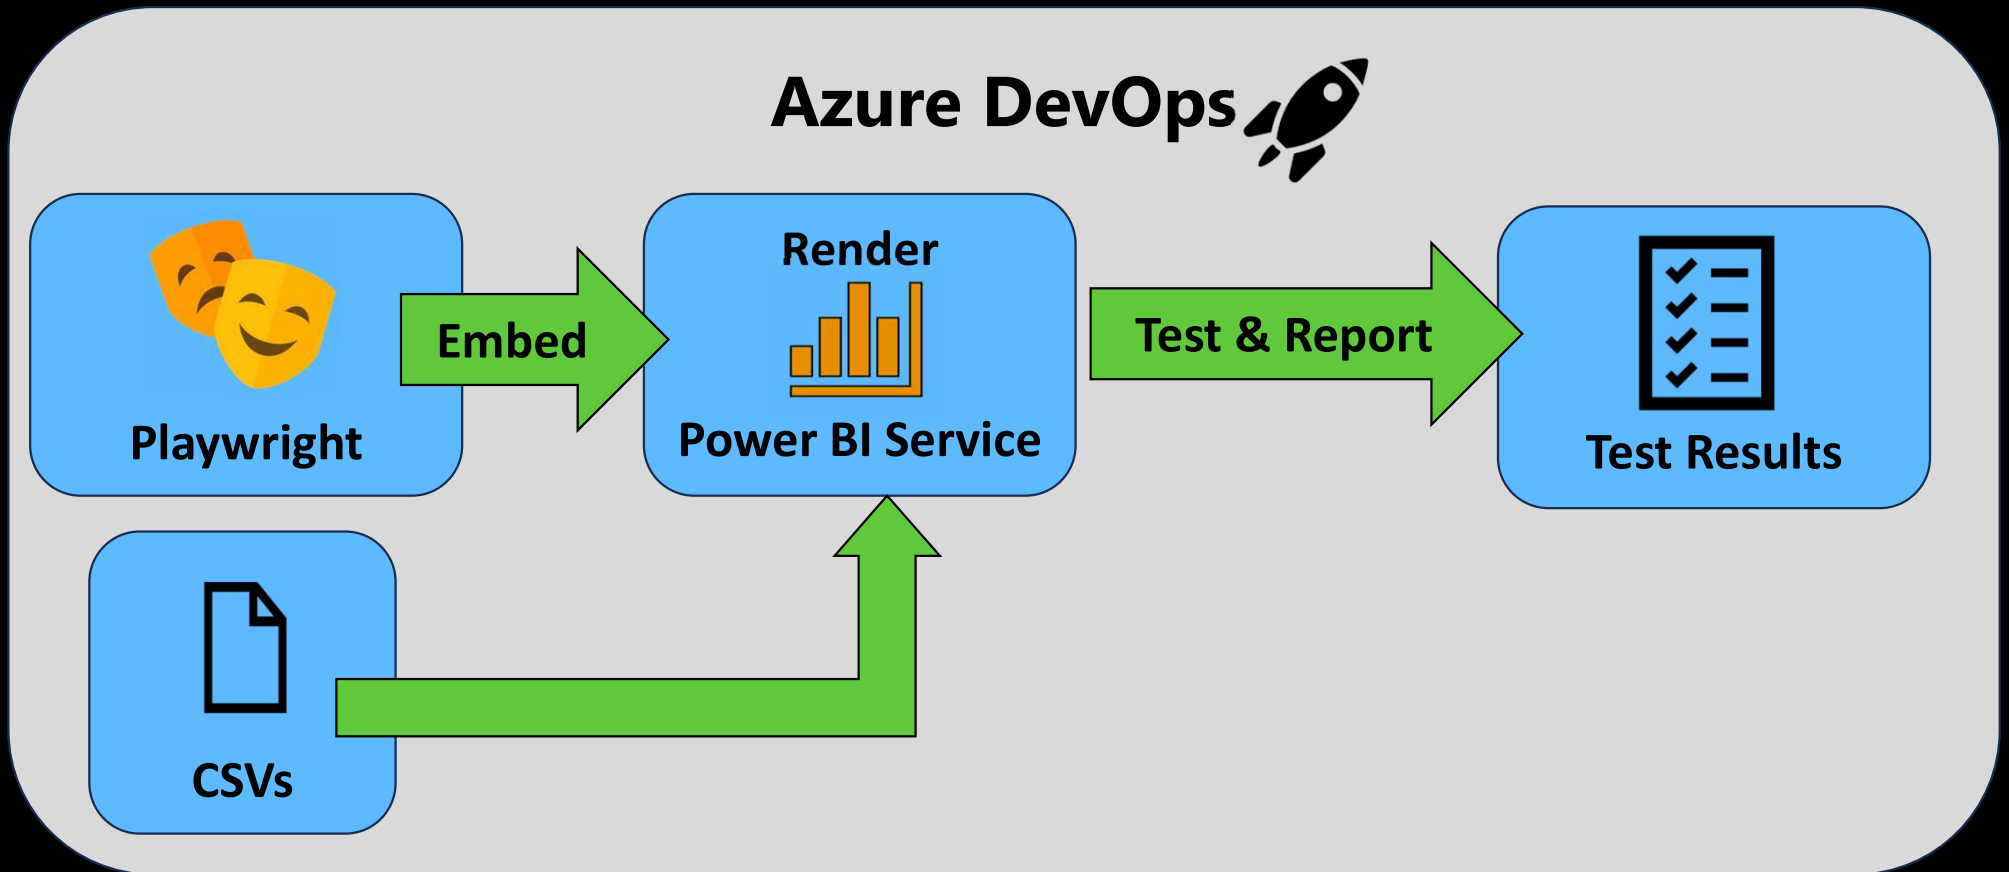 Azure DevOps
Playwright
Embed
Render
Power BI Service
Test & Report
Test Results
CSVs